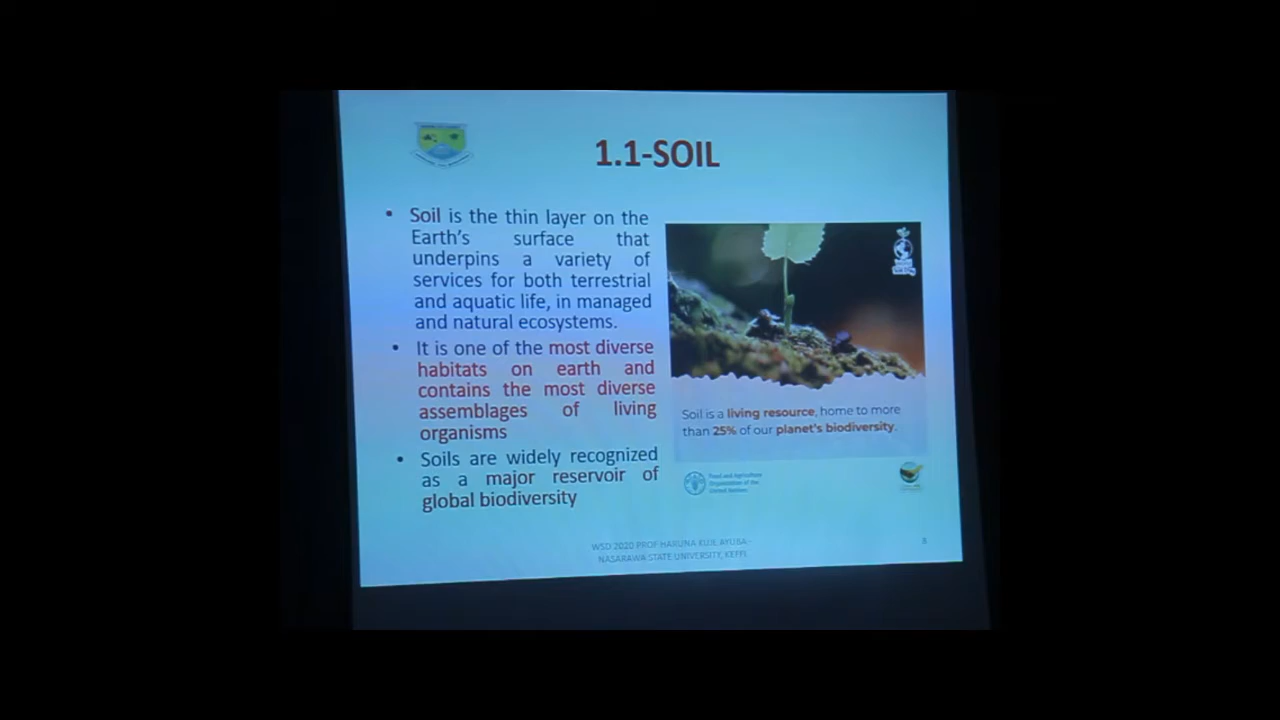 1.1-SOIL
• Soil is the thin layer on the
Earth's surface that
underpins a variety of
services for both terrestrial
and aquatic life, in managed
and natural ecosystems.
• It is one of the most diverse
habitats on earth and
contains the most diverse
assemblages of living
organisms
• Soils are widely recognized
as a major reservoir of
global biodiversity
Soil is a living resource, home to more
than 25% of our planet's biodiversity.
Food and Agriculture
Organization of the
United Nations
WSD 2020 PROF HARUNA KUJE AYUBA-
NASARAWA STATE UNIVERSITY, KEFFI.